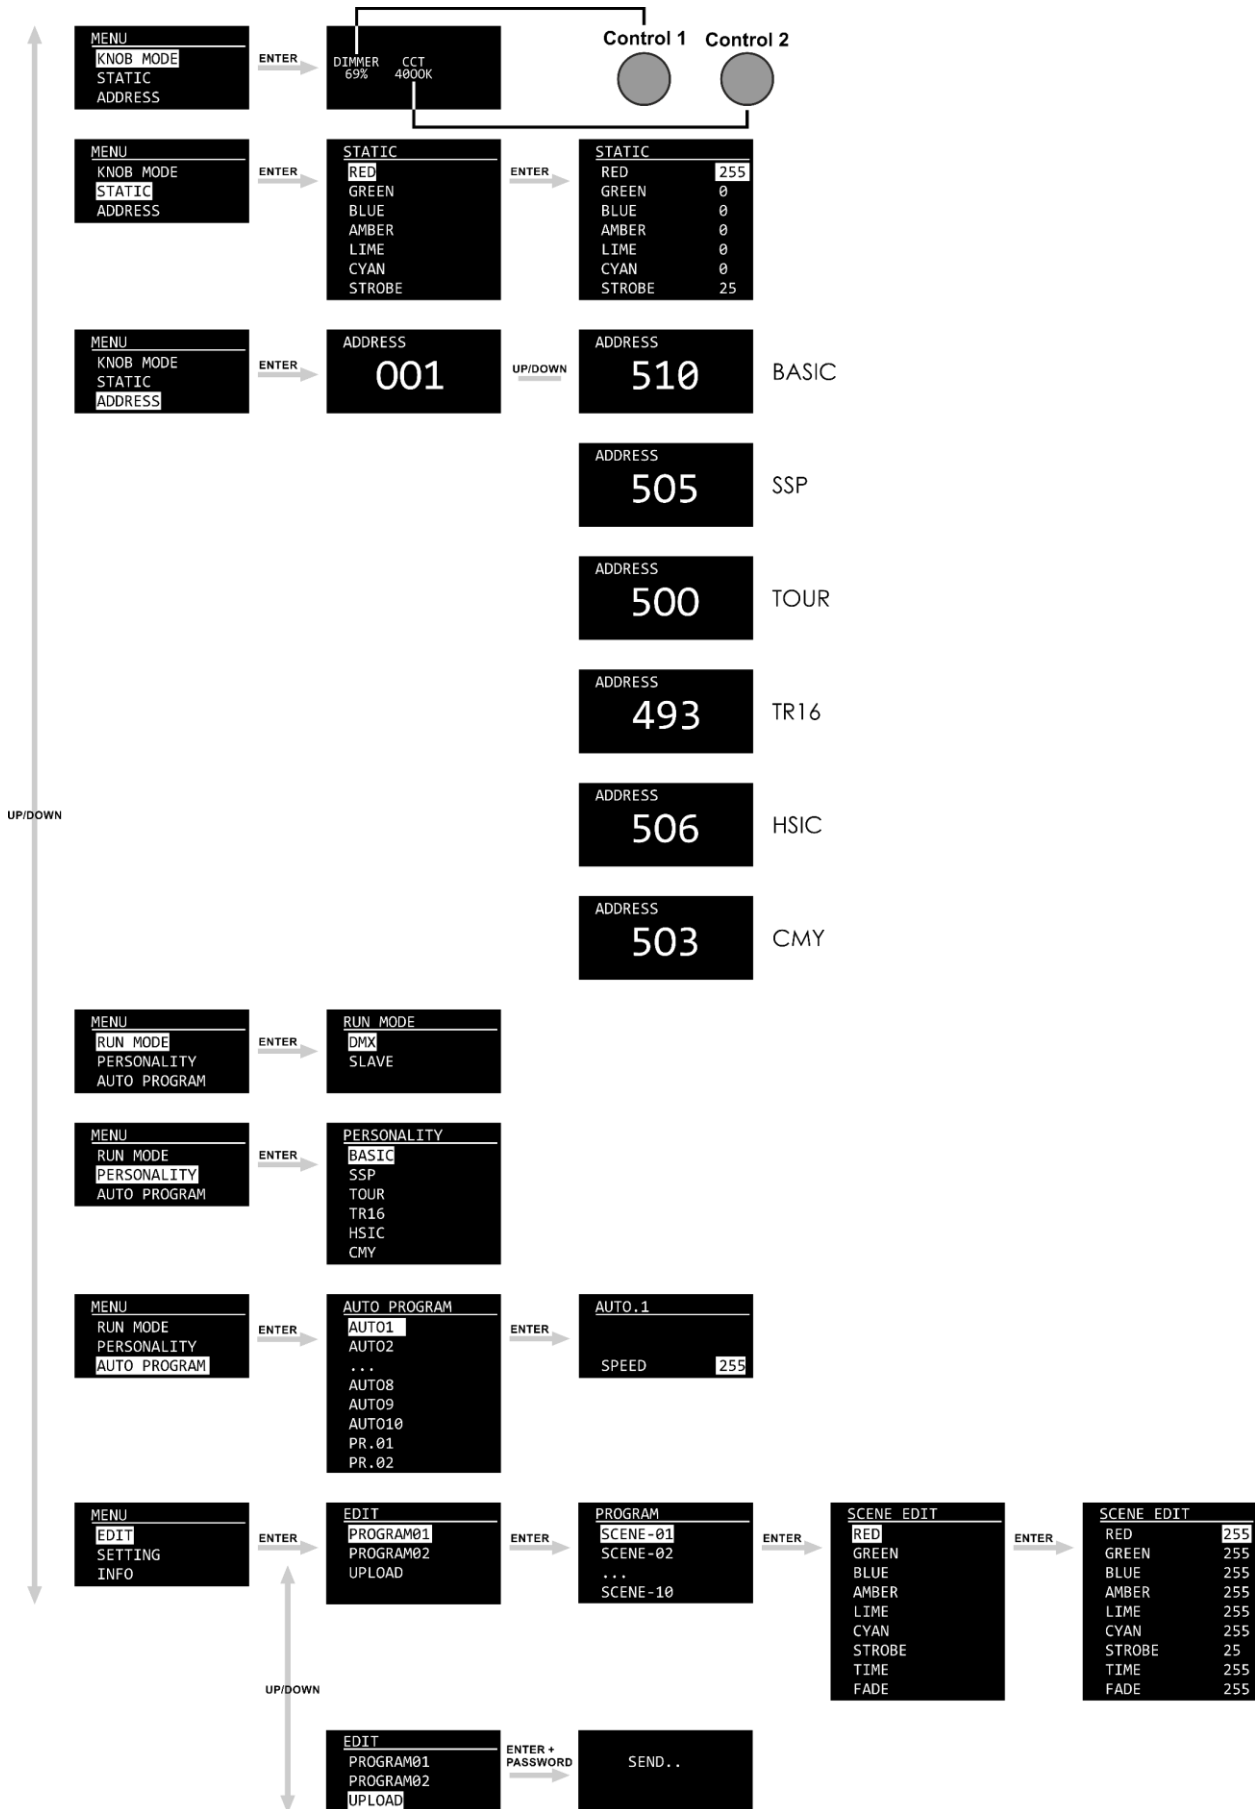 Control 1 Control 2
MENU
KNOB MODE
STATIC
ADDRESS
ENTER
DIMMER CCT
69% 4000K
MENU
KNOB MODE
STATIC
ADDRESS
ENTER
STATIC
RED
GREEN
BLUE
AMBER
LIME
CYAN
STROBE
ENTER
STATIC
RED 255
GREEN 0
BLUE 0
AMBER 0
LIME 0
CYAN 0
STROBE 25
MENU
KNOB MODE
STATIC
ADDRESS
ENTER
ADDRESS
001
UP/DOWN
ADDRESS
510
BASIC
ADDRESS
505
SSP
ADDRESS
500
TOUR
ADDRESS
493
TR16
ADDRESS
506
HSIC
ADDRESS
503
CMY
UP/DOWN
MENU
RUN MODE
PERSONALITY
AUTO PROGRAM
ENTER
RUN MODE
DMX
SLAVE
MENU
RUN MODE
PERSONALITY
AUTO PROGRAM
ENTER
PERSONALITY
BASIC
SSP
TOUR
TR16
HSIC
CMY
MENU
RUN MODE
PERSONALITY
AUTO PROGRAM
ENTER
AUTO PROGRAM
AUTO1
AUTO2
...
AUTO8
AUTO9
AUTO10
PR.01
PR.02
ENTER
AUTO.1
SPEED 255
MENU
EDIT
SETTING
INFO
ENTER
EDIT
PROGRAM01
PROGRAM02
UPLOAD
ENTER
PROGRAM
SCENE-01
SCENE-02
...
SCENE-10
ENTER
SCENE EDIT
RED
GREEN
BLUE
AMBER
LIME
CYAN
STROBE
TIME
FADE
ENTER
SCENE EDIT
RED 255
GREEN 255
BLUE 255
AMBER 255
LIME 255
CYAN 255
STROBE 25
TIME 255
FADE 255
UP/DOWN
EDIT
PROGRAM01
PROGRAM02
UPLOAD
ENTER +
PASSWORD
SEND..